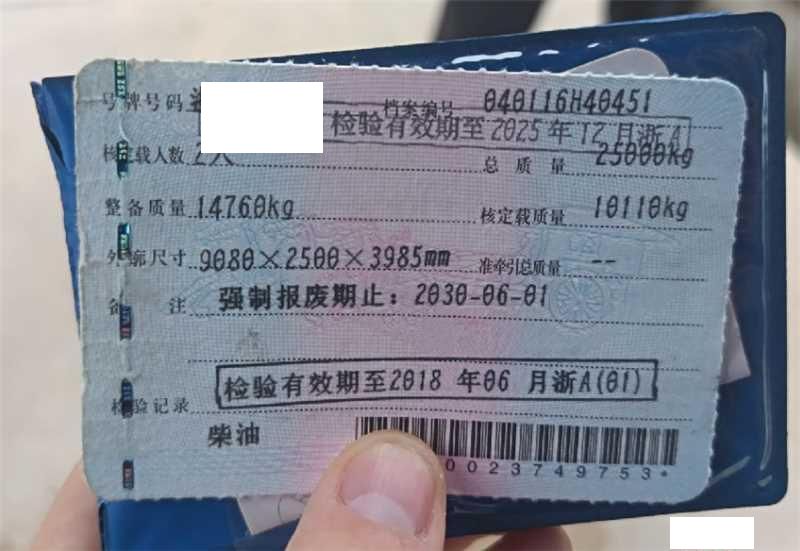 号牌号码 档案编号 040116H40451
检验有效期至2025年12月浙A
核定载人数 2人 总质量 25000kg
整备质量 14760kg 核定载质量 10110kg
外廓尺寸 9080×2500×3985mm 准牵引总质量 --
备注 强制报废期止：2030-06-01
检验有效期至2018年06月浙A(01)
检验记录
柴油
0023749753*